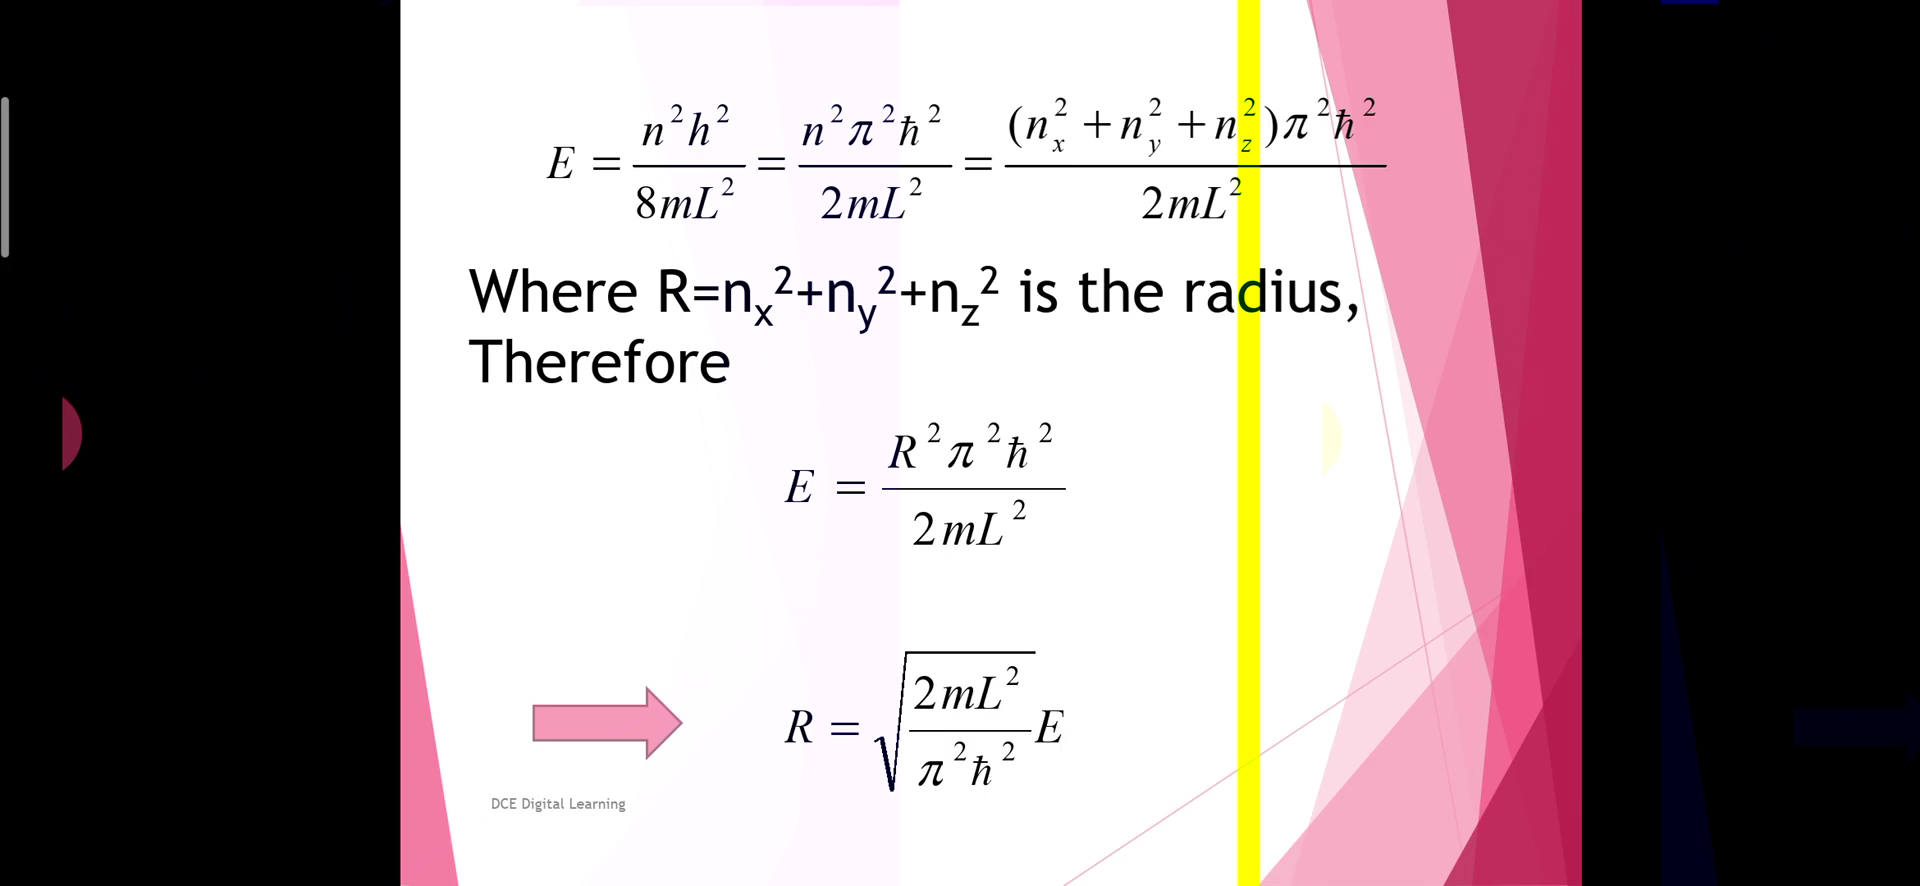 E = n²h² / 8mL² = n²π²ħ² / 2mL² = (nₓ² + n_y² + n_z²)π²ħ² / 2mL²
Where R=nₓ²+n_y²+n_z² is the radius,
Therefore
E = R²π²ħ² / 2mL²
R = √(2mL² / π²ħ²) E
DCE Digital Learning